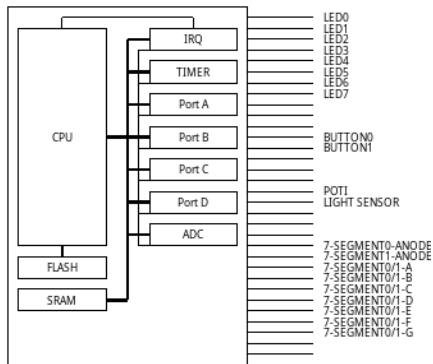 CPU
FLASH
SRAM
IRQ
TIMER
Port A
Port B
Port C
Port D
ADC
LED0
LED1
LED2
LED3
LED4
LED5
LED6
LED7
BUTTON0
BUTTON1
POTI
LIGHT SENSOR
7-SEGMENT0-ANODE
7-SEGMENT1-ANODE
7-SEGMENT0/1-A
7-SEGMENT0/1-B
7-SEGMENT0/1-C
7-SEGMENT0/1-D
7-SEGMENT0/1-E
7-SEGMENT0/1-F
7-SEGMENT0/1-G